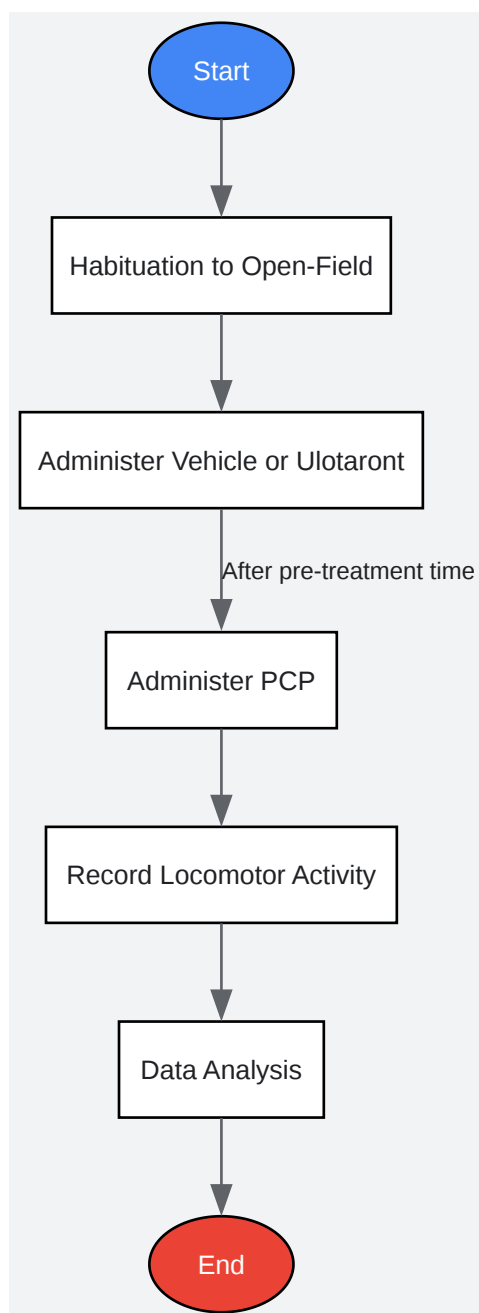 Start
Habituation to Open-Field
Administer Vehicle or Ulotaront
After pre-treatment time
Administer PCP
Record Locomotor Activity
Data Analysis
End